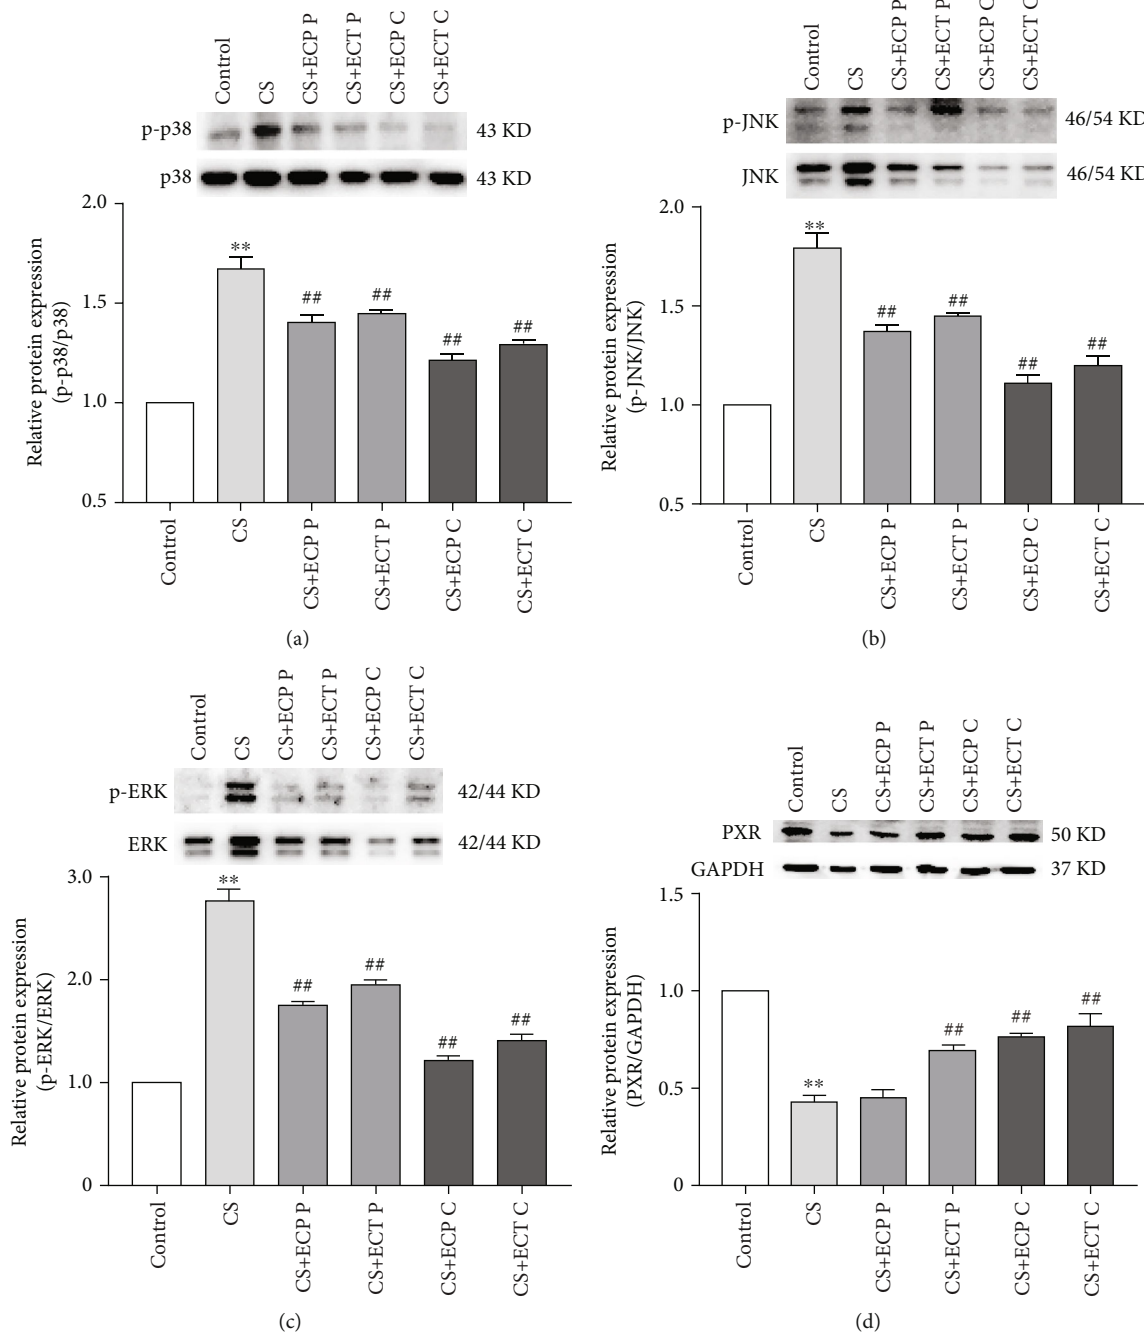 Control
CS
CS+ECP P
CS+ECT P
CS+ECP C
CS+ECT C
p-p38
43 KD
p38
43 KD
2.0
1.5
1.0
0.5
Relative protein expression
(p-p38/p38)
**
##
##
##
##
Control
CS
CS+ECP P
CS+ECT P
CS+ECP C
CS+ECT C
(a)
Control
CS
CS+ECP P
CS+ECT P
CS+ECP C
CS+ECT C
p-JNK
46/54 KD
JNK
46/54 KD
2.0
1.5
1.0
0.5
Relative protein expression
(p-JNK/JNK)
**
##
##
##
##
Control
CS
CS+ECP P
CS+ECT P
CS+ECP C
CS+ECT C
(b)
Control
CS
CS+ECP P
CS+ECT P
CS+ECP C
CS+ECT C
p-ERK
42/44 KD
ERK
42/44 KD
3.0
2.0
1.0
0
Relative protein expression
(p-ERK/ERK)
**
##
##
##
##
Control
CS
CS+ECP P
CS+ECT P
CS+ECP C
CS+ECT C
(c)
Control
CS
CS+ECP P
CS+ECT P
CS+ECP C
CS+ECT C
PXR
50 KD
GAPDH
37 KD
1.5
1.0
0.5
0
Relative protein expression
(PXR/GAPDH)
**
##
##
##
Control
CS
CS+ECP P
CS+ECT P
CS+ECP C
CS+ECT C
(d)